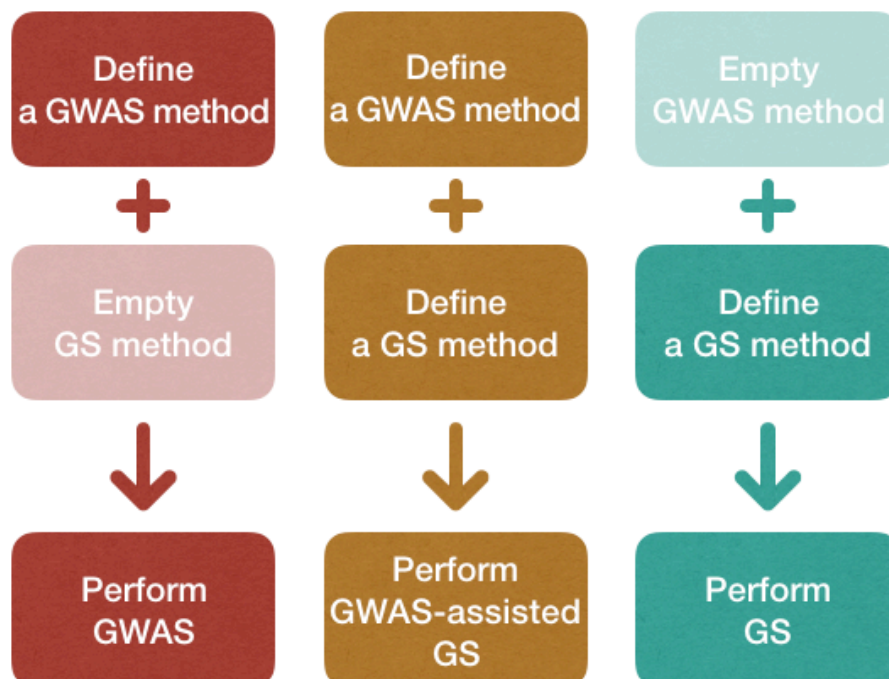 Define
a GWAS method
Define
a GWAS method
Empty
GWAS method
Empty
GS method
Define
a GS method
Define
a GS method
Perform
GWAS
Perform
GWAS-assisted
GS
Perform
GS